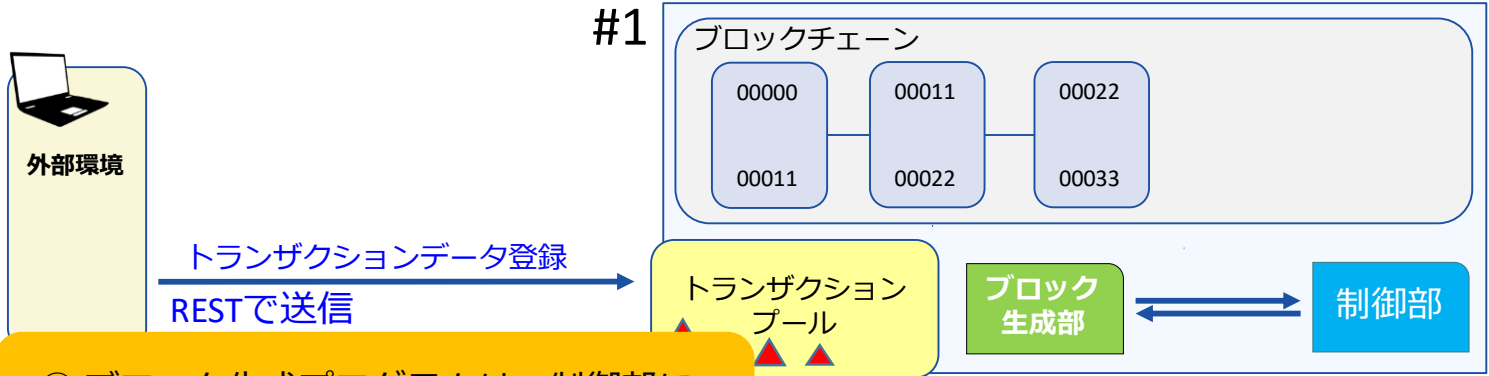 #1
ブロックチェーン
00000
00011
00022
00011
00022
00033
外部環境
トランザクションデータ登録
RESTで送信
トランザクション
プール
ブロック
生成部
制御部